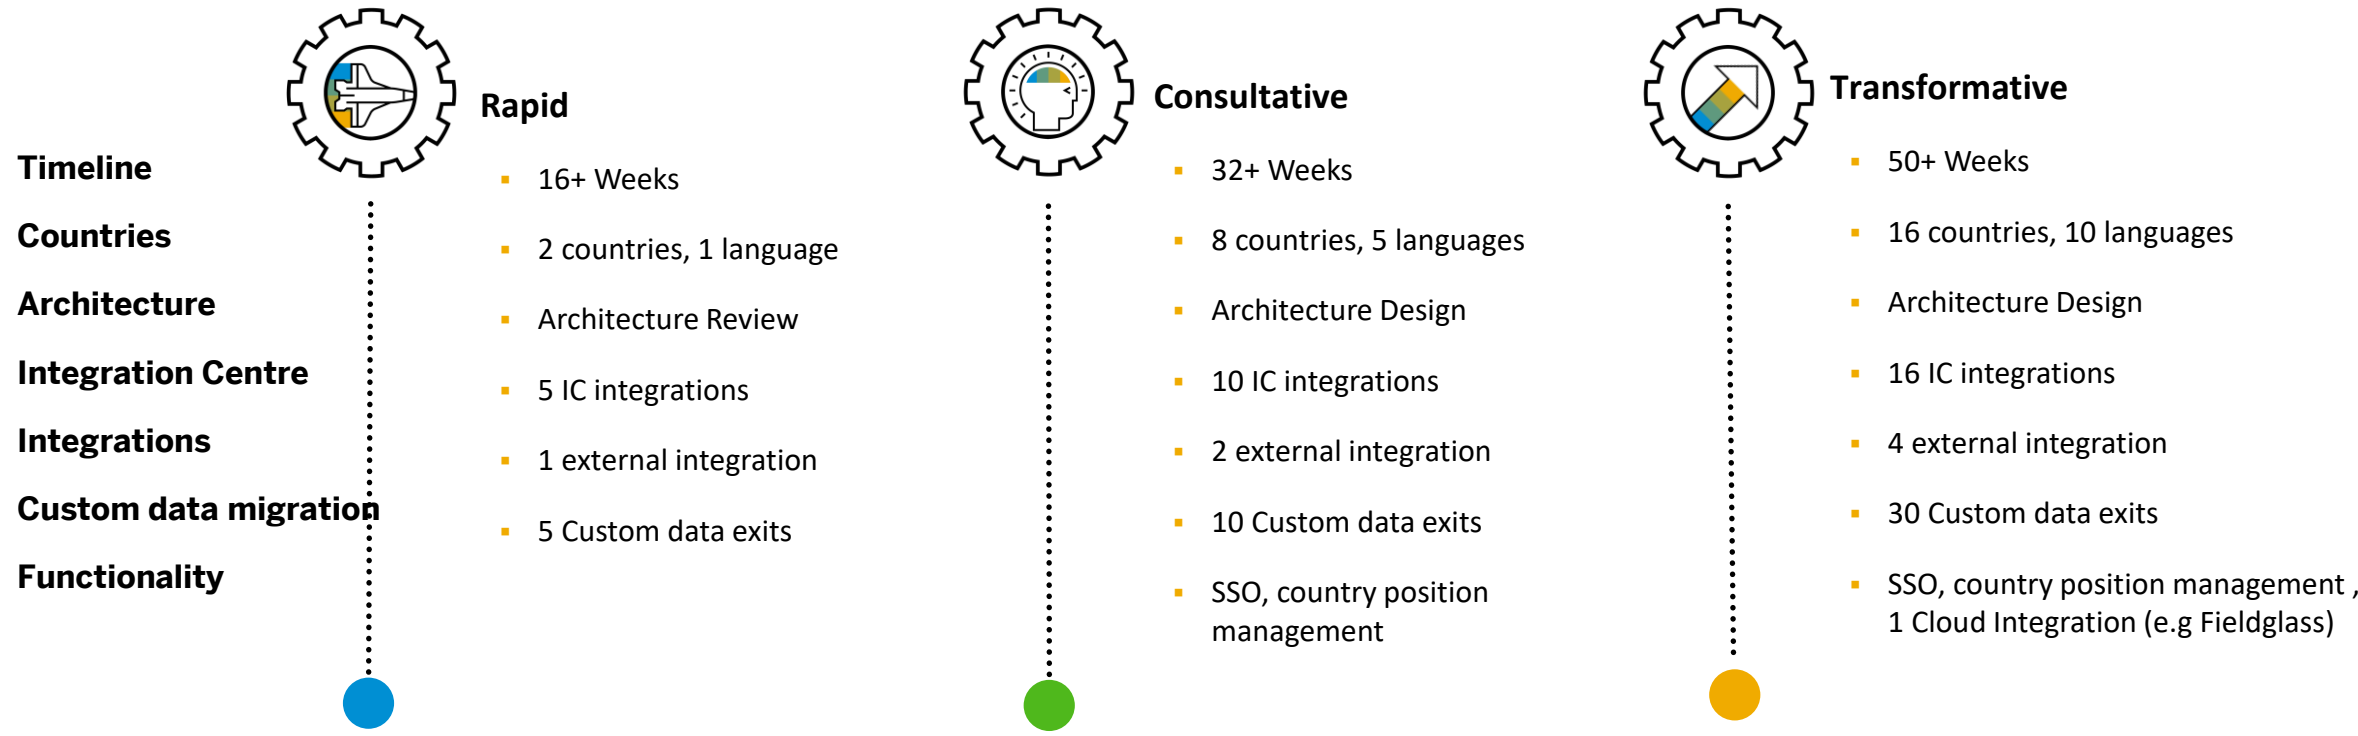 Timeline
Countries
Architecture
Integration Centre
Integrations
Custom data migration
Functionality
Rapid
16+ Weeks
2 countries, 1 language
Architecture Review
5 IC integrations
1 external integration
5 Custom data exits
Consultative
32+ Weeks
8 countries, 5 languages
Architecture Design
10 IC integrations
2 external integration
10 Custom data exits
SSO, country position
management
Transformative
50+ Weeks
16 countries, 10 languages
Architecture Design
16 IC integrations
4 external integration
30 Custom data exits
SSO, country position management ,
1 Cloud Integration (e.g Fieldglass)